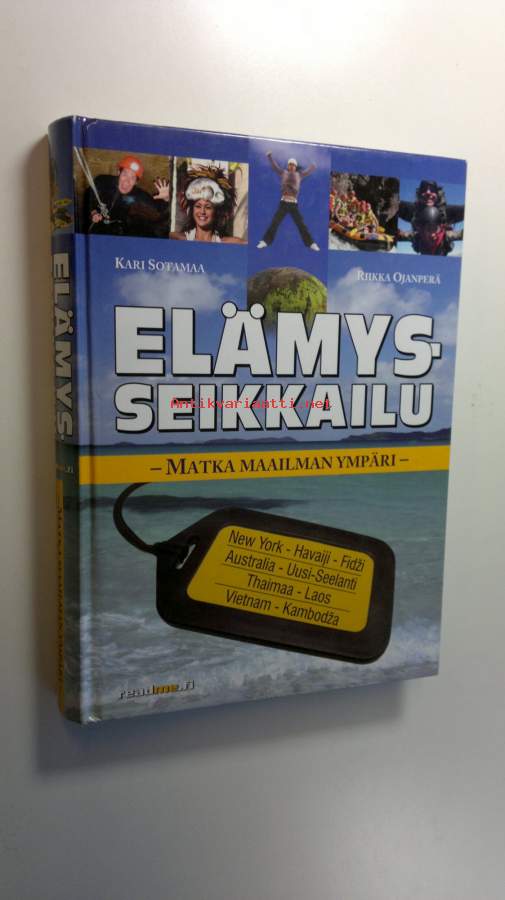 KARI SOTAMAA
RIIKKA OJANPERÄ
ELÄMYS-
SEIKKAILU
Antikvariaatti.net
– MATKA MAAILMAN YMPÄRI –
New York - Havaiji - Fidži
Australia - Uusi-Seelanti
Thaimaa - Laos
Vietnam - Kambodža
readme.fi
ELÄMYS-